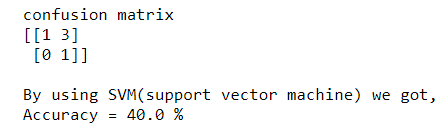 confusion matrix
[[1 3]
 [0 1]]
By using SVM(support vector machine) we got,
Accuracy = 40.0 %